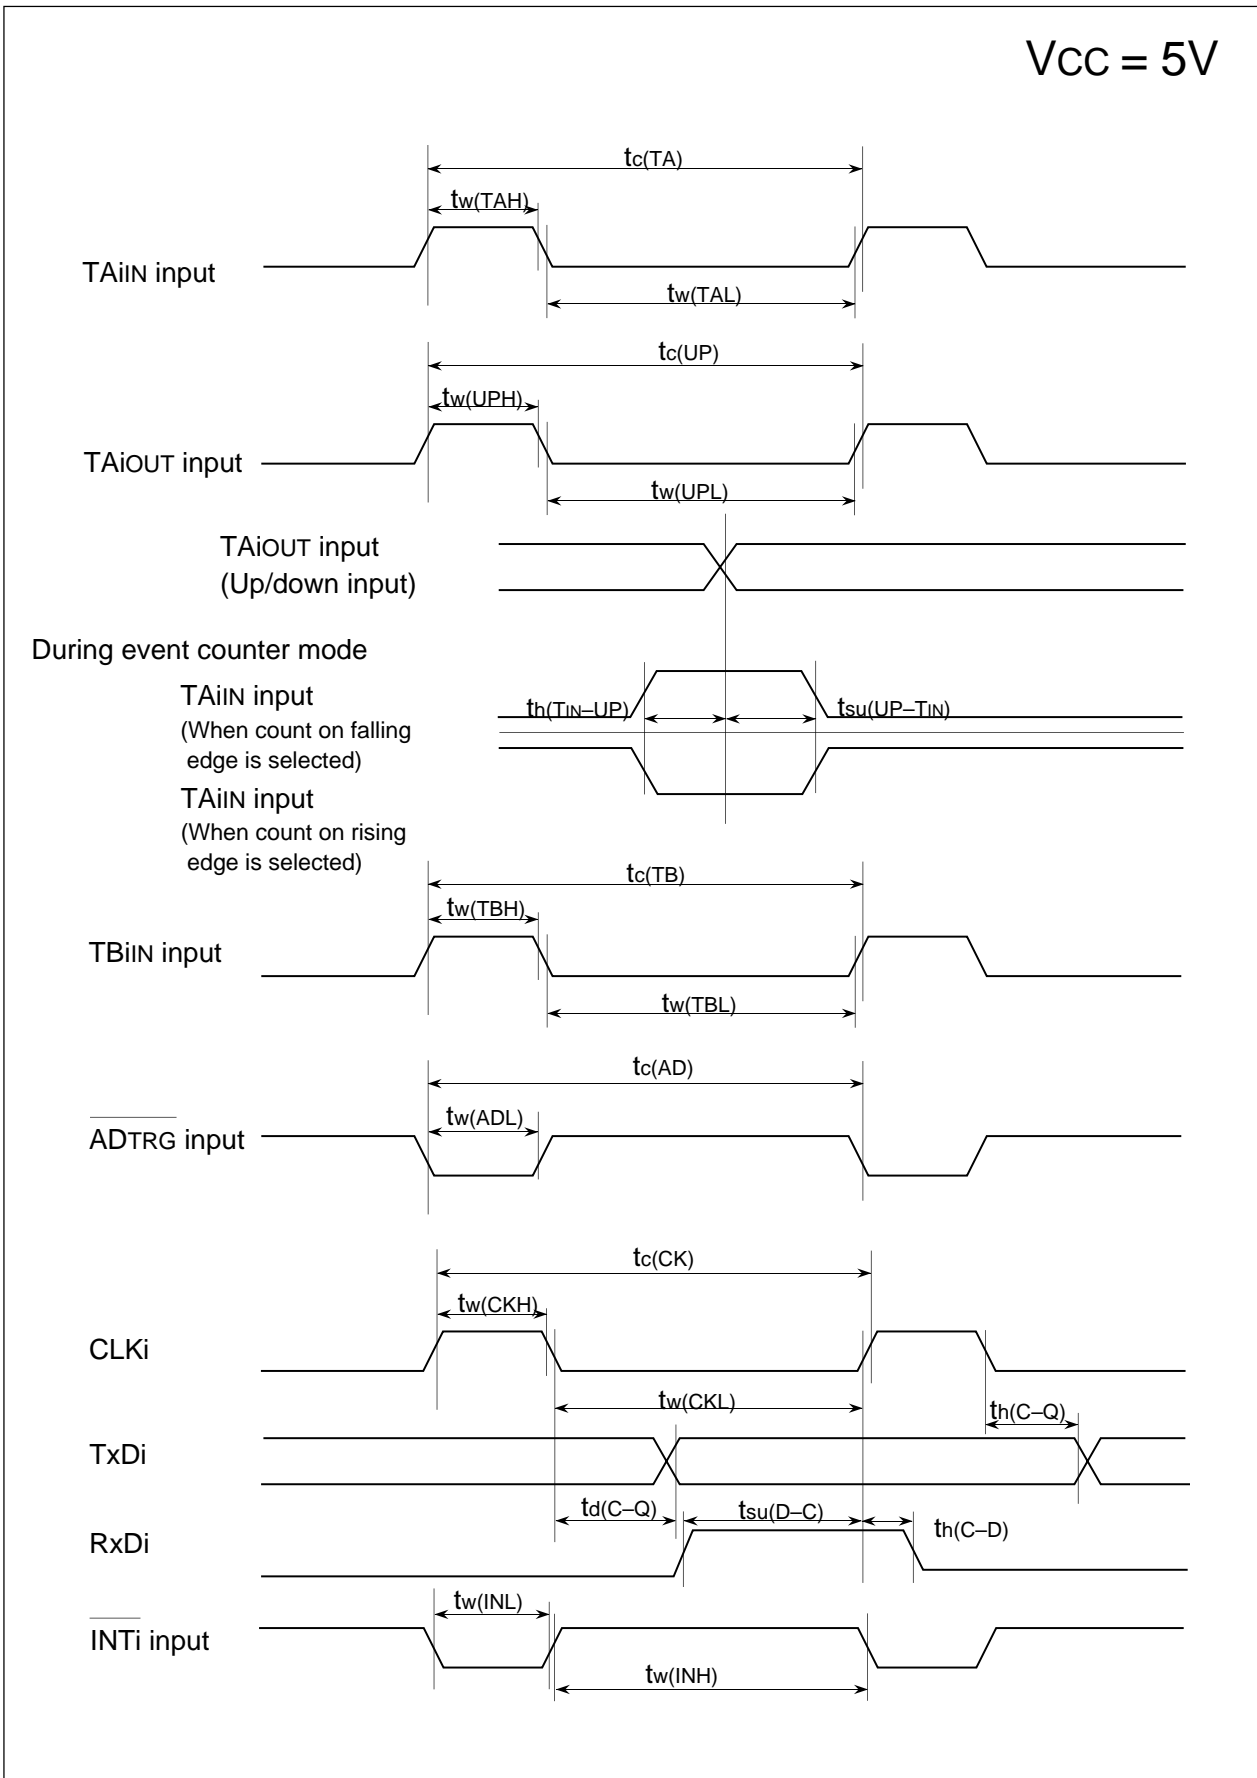 VCC = 5V
tc(TA)
tw(TAH)
TAiIN input
tw(TAL)
tc(UP)
tw(UPH)
TAiOUT input
tw(UPL)
TAiOUT input
(Up/down input)
During event counter mode
TAiIN input
(When count on falling
edge is selected)
th(TIN–UP)
tsu(UP–TIN)
TAiIN input
(When count on rising
edge is selected)
tc(TB)
tw(TBH)
TBiIN input
tw(TBL)
tc(AD)
tw(ADL)
ADTRG input
tc(CK)
tw(CKH)
CLKi
tw(CKL)
th(C–Q)
TxDi
td(C–Q)
tsu(D–C)
th(C–D)
RxDi
tw(INL)
INTi input
tw(INH)